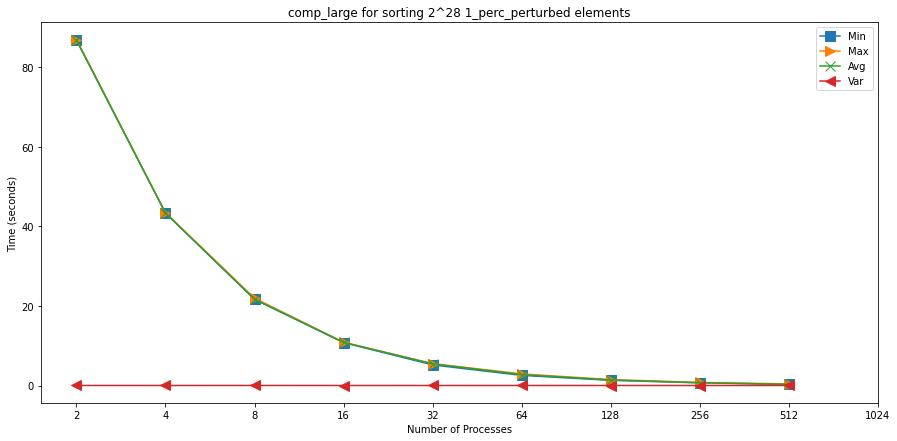 comp_large for sorting 2^28 1_perc_perturbed elements
Min
Max
Avg
Var
Time (seconds)
80
60
40
20
0
2 4 8 16 32 64 128 256 512 1024
Number of Processes